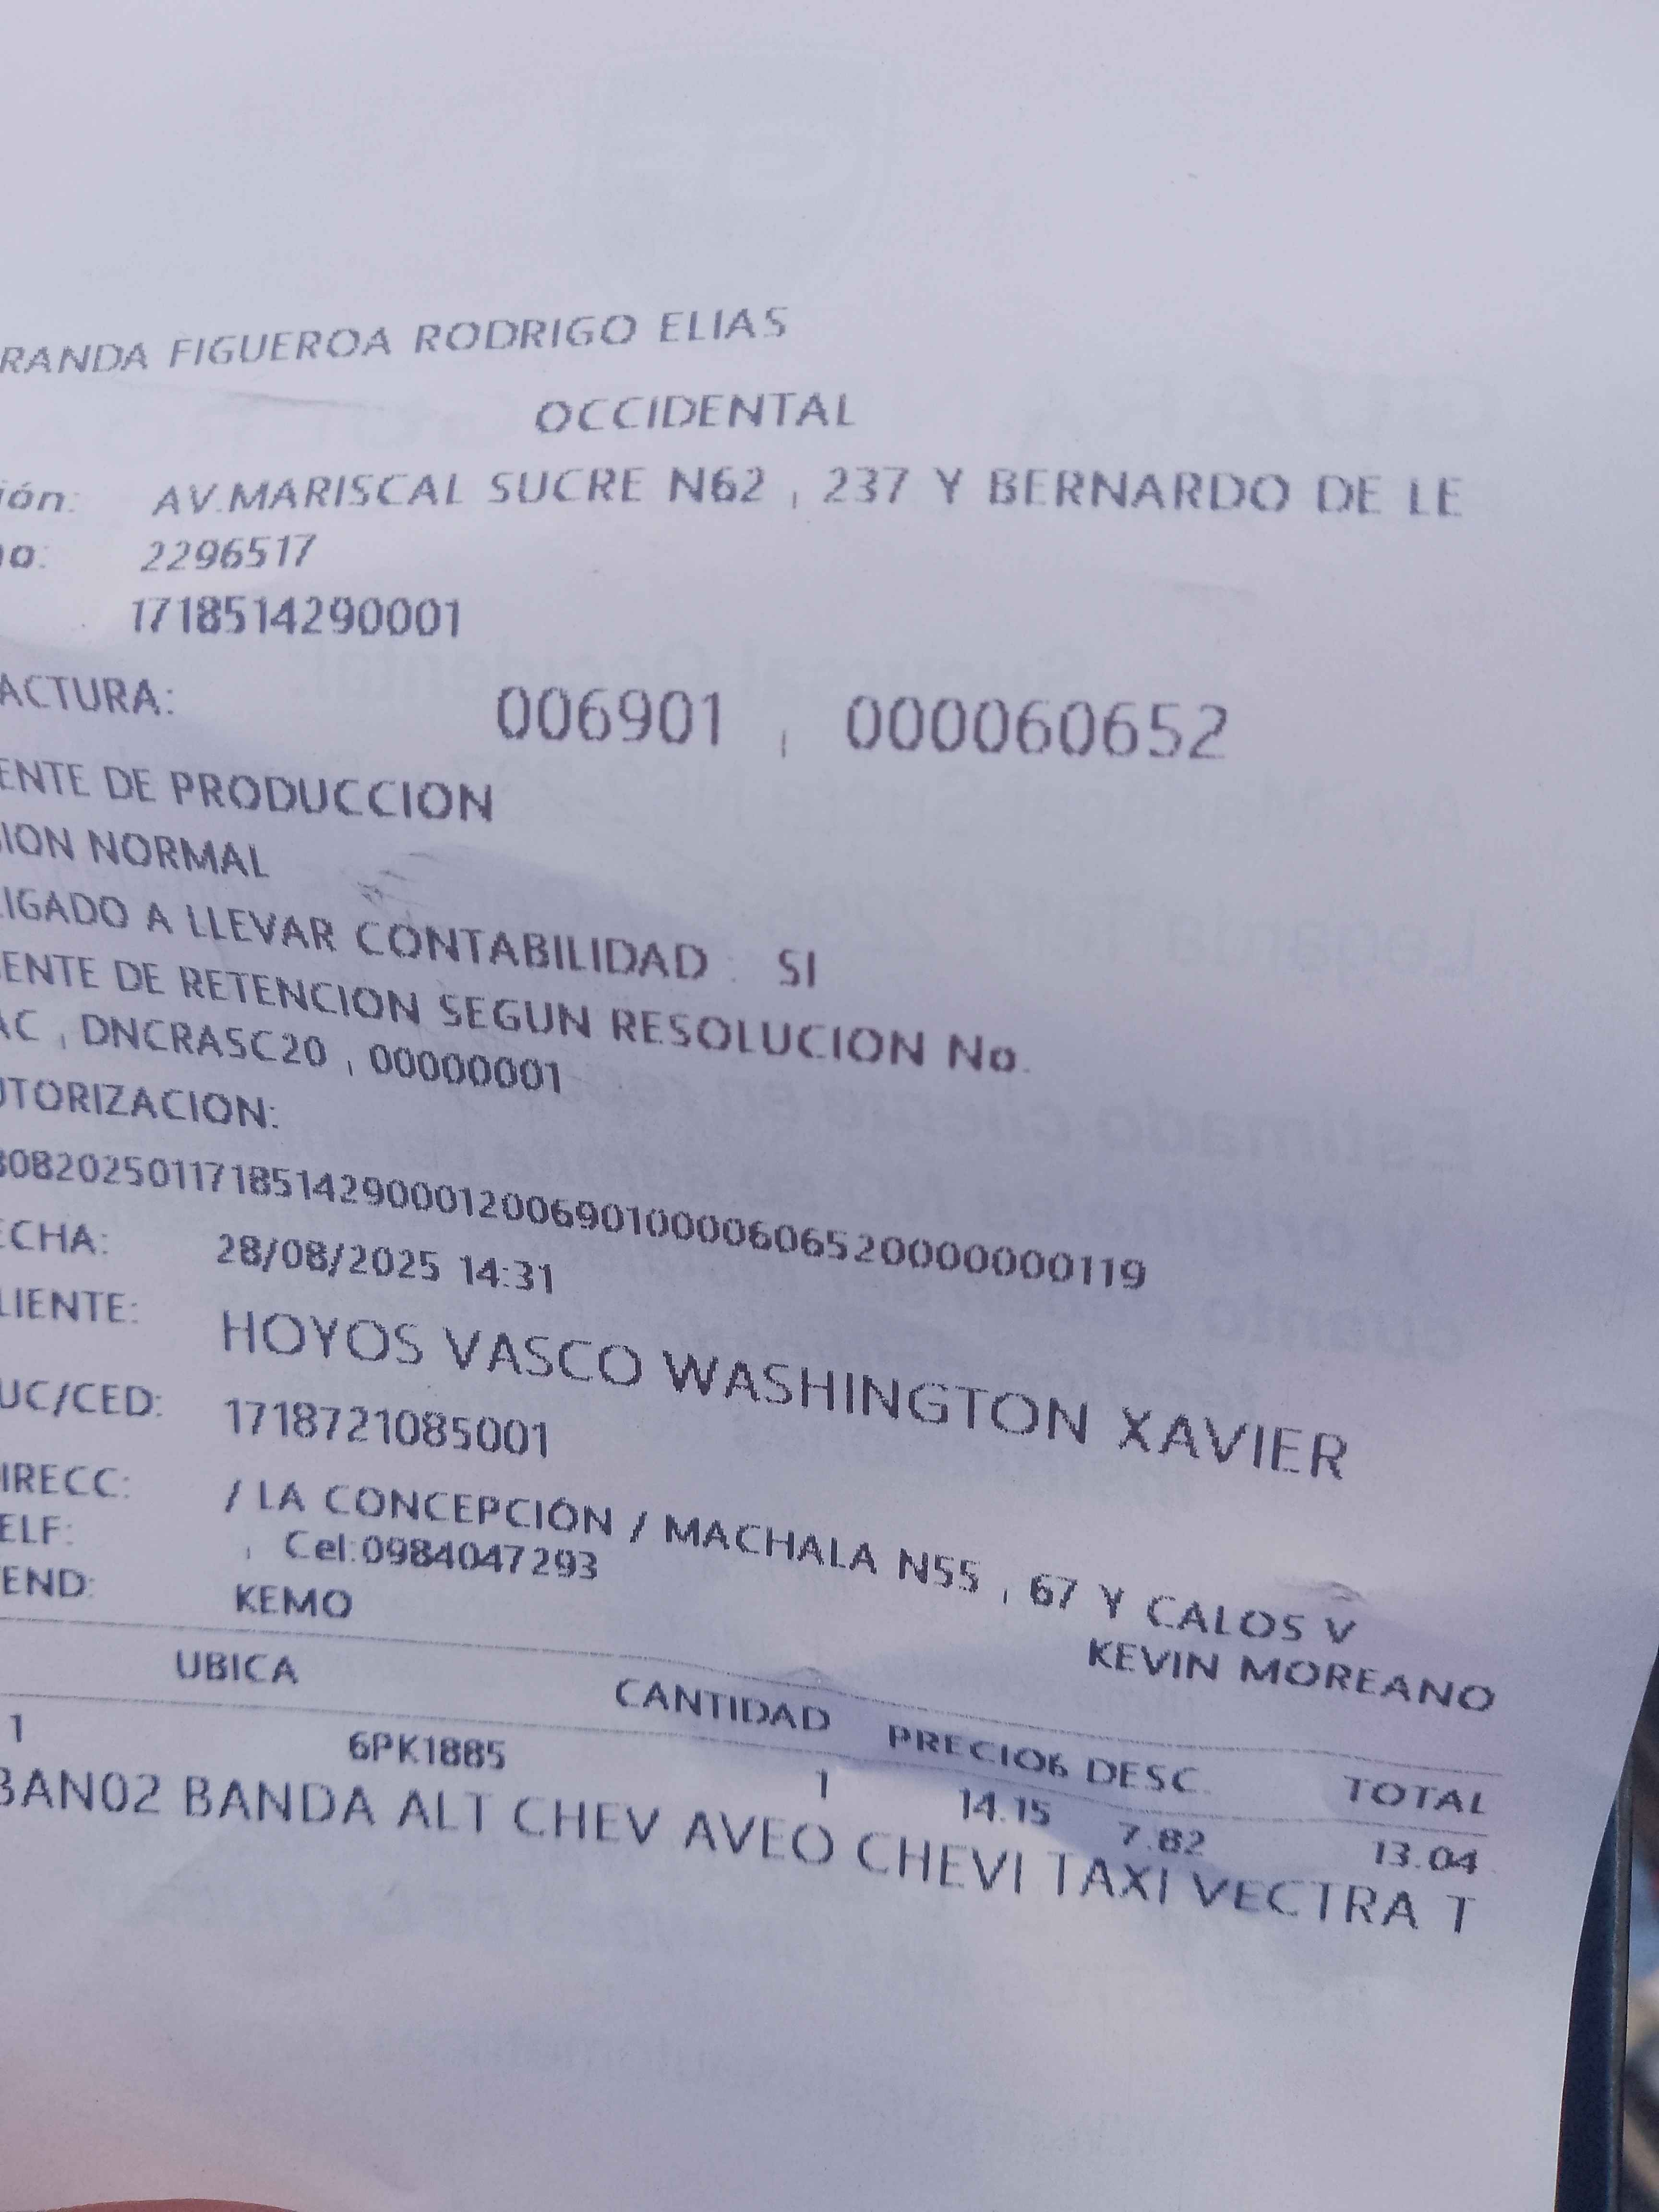 RANDA FIGUEROA RODRIGO ELIAS
OCCIDENTAL
ión: AV.MARISCAL SUCRE N62 , 237 Y BERNARDO DE LE
no: 2296517
1718514290001
ACTURA: 006901 , 000060652
ENTE DE PRODUCCION
ION NORMAL
LIGADO A LLEVAR CONTABILIDAD : SI
ENTE DE RETENCION SEGUN RESOLUCION No.
AC , DNCRASC20 , 00000001
UTORIZACION:
808202501171851429000120069010000606520000000119
ECHA: 28/08/2025 14:31
LIENTE: HOYOS VASCO WASHINGTON XAVIER
UC/CED: 1718721085001
DIRECC: / LA CONCEPCIÓN / MACHALA N55 , 67 Y CALOS V
ELF: , Cel:0984047293
END: KEMO KEVIN MOREANO
UBICA CANTIDAD PRECIO6 DESC. TOTAL
1 6PK1885 1 14.15 7.82 13.04
BAN02 BANDA ALT CHEV AVEO CHEVI TAXI VECTRA T